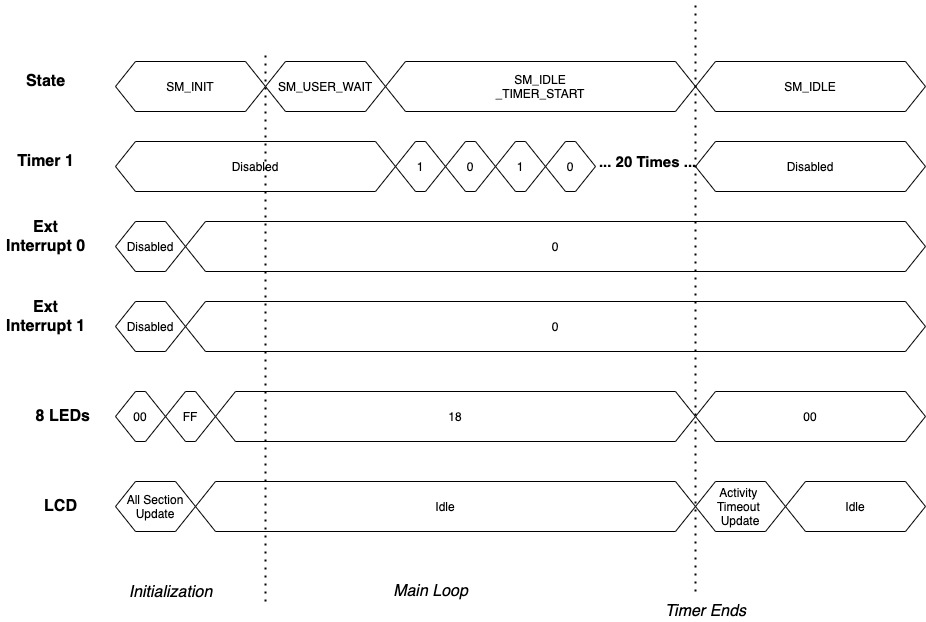 State
SM_INIT
SM_USER_WAIT
SM_IDLE
_TIMER_START
SM_IDLE
Timer 1
Disabled
1
0
1
0
... 20 Times ...
Disabled
Ext
Interrupt 0
Disabled
0
Ext
Interrupt 1
Disabled
0
8 LEDs
00
FF
18
00
LCD
All Section
Update
Idle
Activity
Timeout
Update
Idle
Initialization
Main Loop
Timer Ends